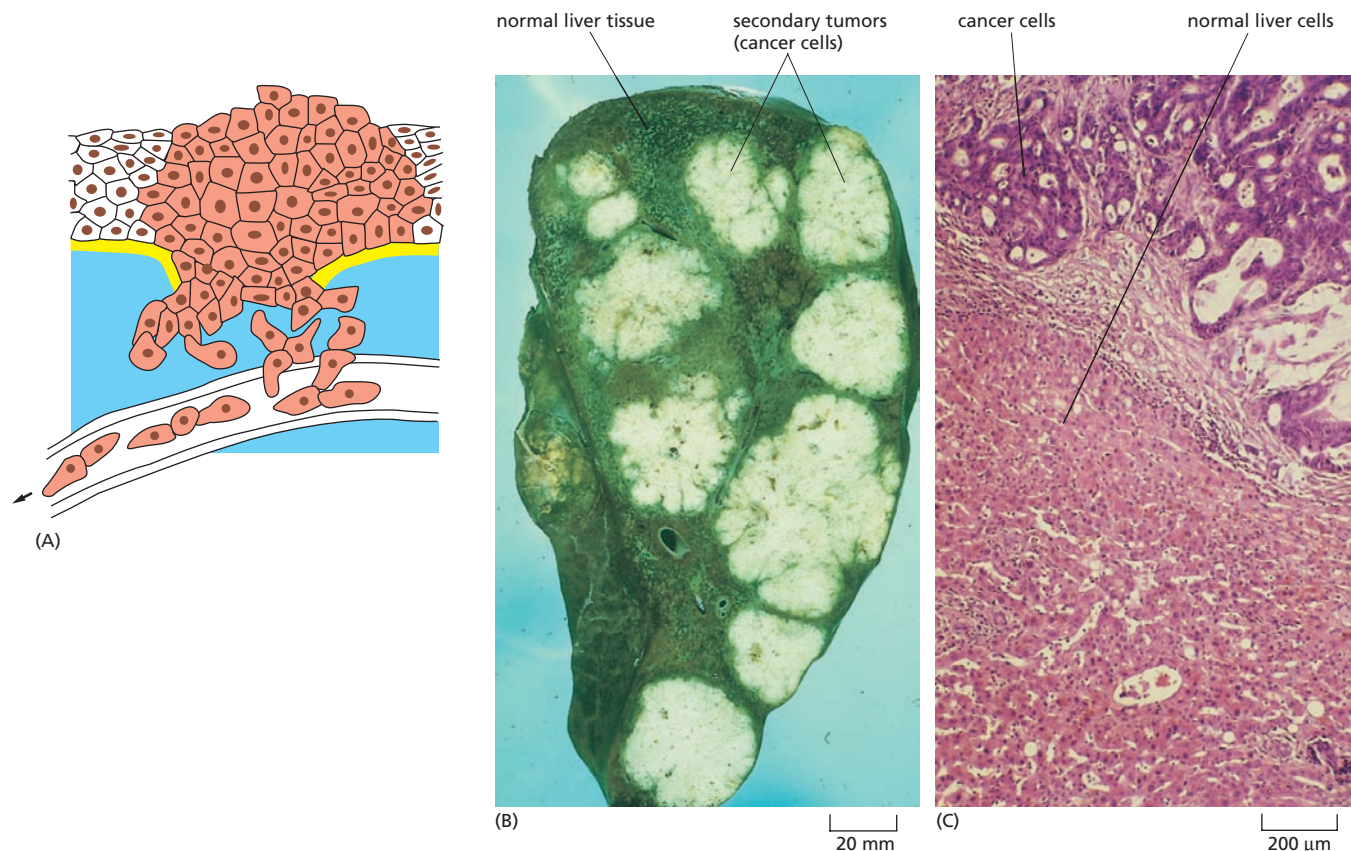 normal liver tissue
secondary tumors
(cancer cells)
cancer cells
normal liver cells
(A)
(B)
20 mm
(C)
200 μm